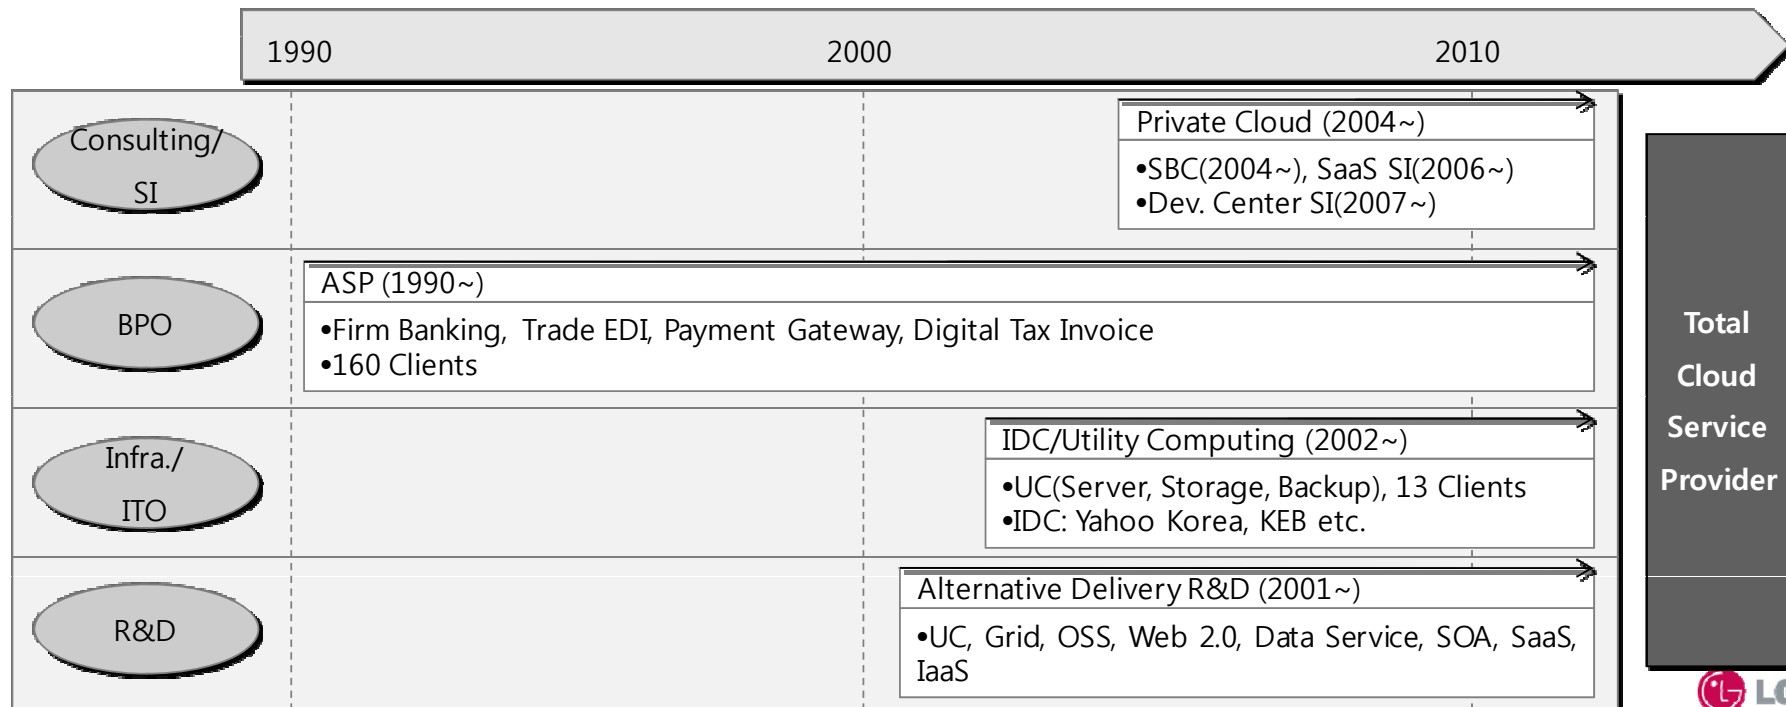 1990 2000 2010
Consulting/
SI
Private Cloud (2004~)
•SBC(2004~), SaaS SI(2006~)
•Dev. Center SI(2007~)
BPO
ASP (1990~)
•Firm Banking, Trade EDI, Payment Gateway, Digital Tax Invoice
•160 Clients
Infra./
ITO
IDC/Utility Computing (2002~)
•UC(Server, Storage, Backup), 13 Clients
•IDC: Yahoo Korea, KEB etc.
R&D
Alternative Delivery R&D (2001~)
•UC, Grid, OSS, Web 2.0, Data Service, SOA, SaaS,
IaaS
Total
Cloud
Service
Provider
LG